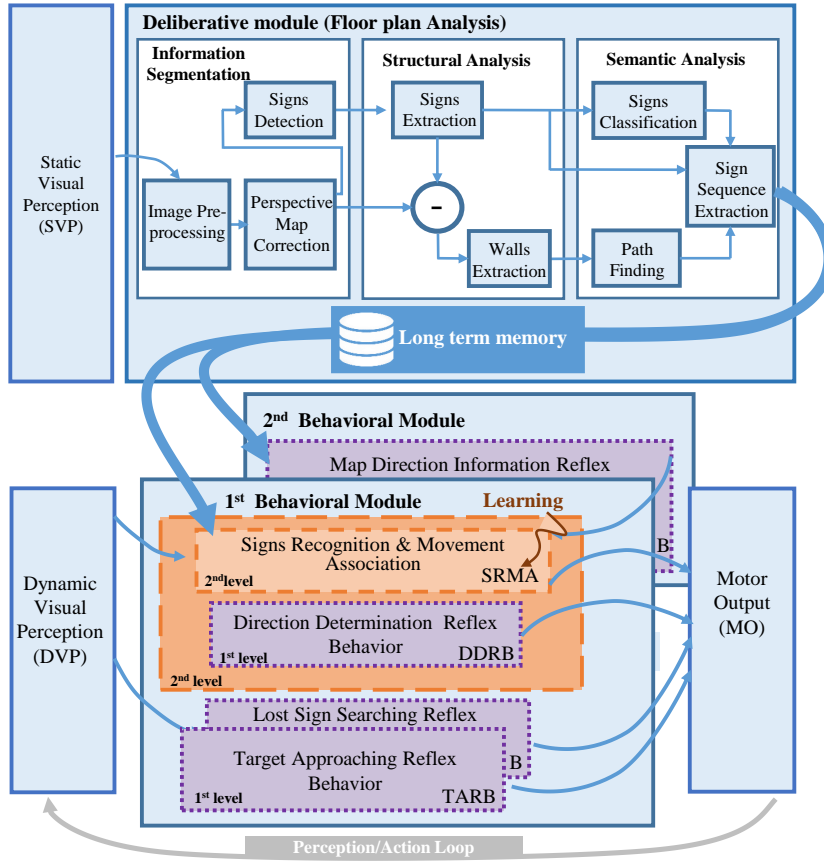 Deliberative module (Floor plan Analysis)
Information
Segmentation
Structural Analysis
Semantic Analysis
Signs
Detection
Signs
Extraction
Signs
Classification
Static
Visual
Perception
(SVP)
Image Pre-
processing
Perspective
Map
Correction
-
Sign
Sequence
Extraction
Walls
Extraction
Path
Finding
Long term memory
2nd Behavioral Module
Map Direction Information Reflex
B
1st Behavioral Module
Learning
Signs Recognition & Movement
Association
2nd level
SRMA
Direction Determination Reflex
Behavior
1st level
DDRB
2nd level
Dynamic
Visual
Perception
(DVP)
Motor
Output
(MO)
Lost Sign Searching Reflex
B
Target Approaching Reflex
Behavior
1st level
TARB
Perception/Action Loop